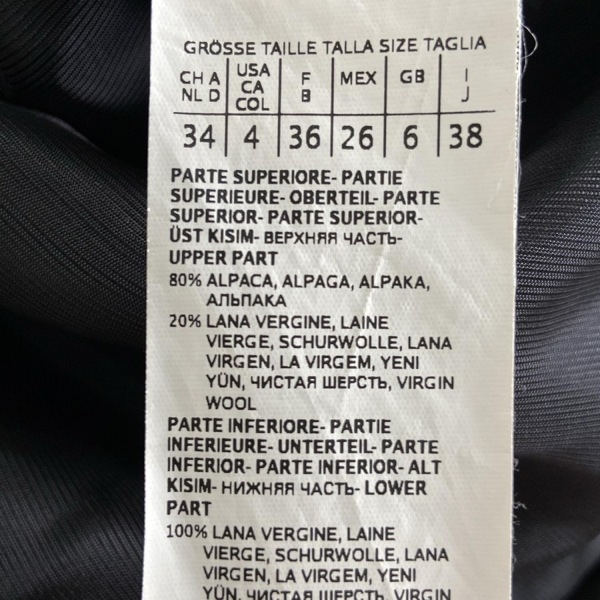 GRÖSSE TAILLE TALLA SIZE TAGLIA
CH A NL D USA CA COL F B MEX GB I J
34 4 36 26 6 38
PARTE SUPERIORE- PARTIE
SUPERIEURE- OBERTEIL- PARTE
SUPERIOR- PARTE SUPERIOR-
ÜST KISIM- ВЕРХНЯЯ ЧАСТЬ-
UPPER PART
80% ALPACA, ALPAGA, ALPAKA,
АЛЬПАКА
20% LANA VERGINE, LAINE
VIERGE, SCHURWOLLE, LANA
VIRGEN, LA VIRGEM, YENI
YÜN, ЧИСТАЯ ШЕРСТЬ, VIRGIN
WOOL
PARTE INFERIORE- PARTIE
INFERIEURE- UNTERTEIL- PARTE
INFERIOR- PARTE INFERIOR- ALT
KISIM- НИЖНЯЯ ЧАСТЬ- LOWER
PART
100% LANA VERGINE, LAINE
VIERGE, SCHURWOLLE, LANA
VIRGEN, LA VIRGEM, YENI
YÜN, ЧИСТАЯ ШЕРСТЬ, VIRGIN